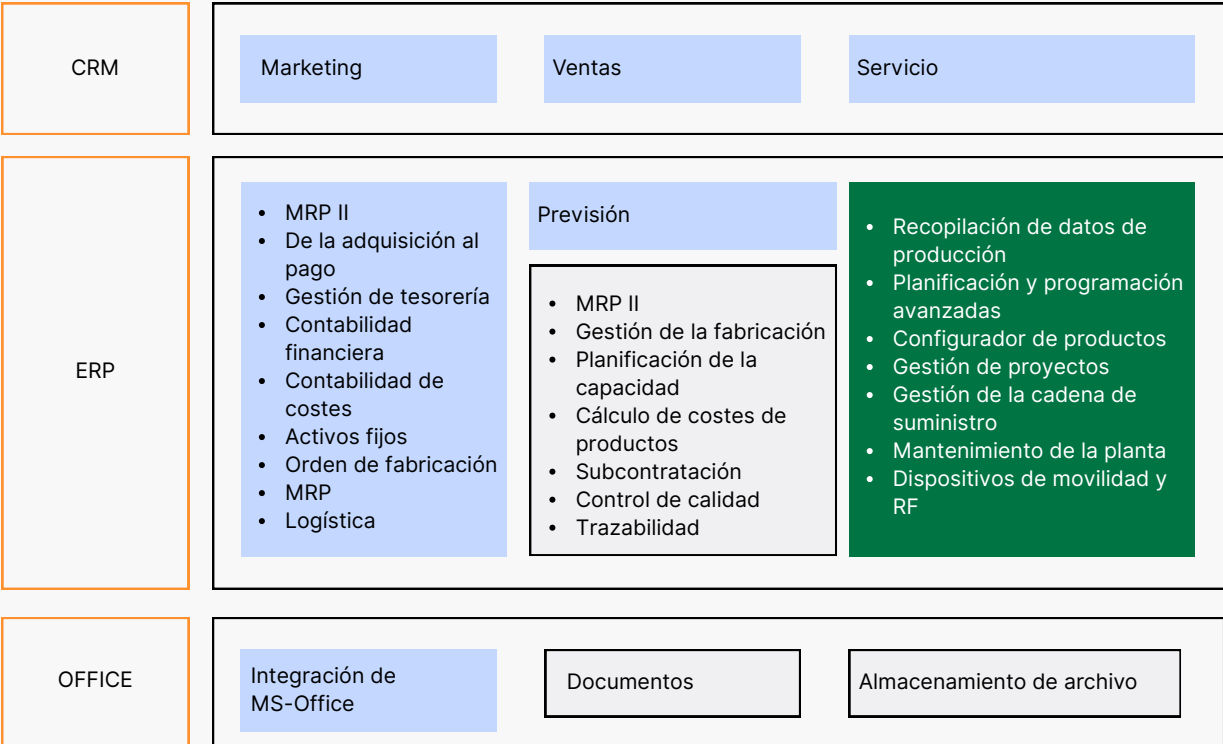 CRM
Marketing
Ventas
Servicio
ERP
• MRP II
• De la adquisición al
pago
• Gestión de tesorería
• Contabilidad
financiera
• Contabilidad de
costes
• Activos fijos
• Orden de fabricación
• MRP
• Logística
Previsión
• MRP II
• Gestión de la fabricación
• Planificación de la
capacidad
• Cálculo de costes de
productos
• Subcontratación
• Control de calidad
• Trazabilidad
• Recopilación de datos de
producción
• Planificación y programación
avanzadas
• Configurador de productos
• Gestión de proyectos
• Gestión de la cadena de
suministro
• Mantenimiento de la planta
• Dispositivos de movilidad y
RF
OFFICE
Integración de
MS-Office
Documentos
Almacenamiento de archivo